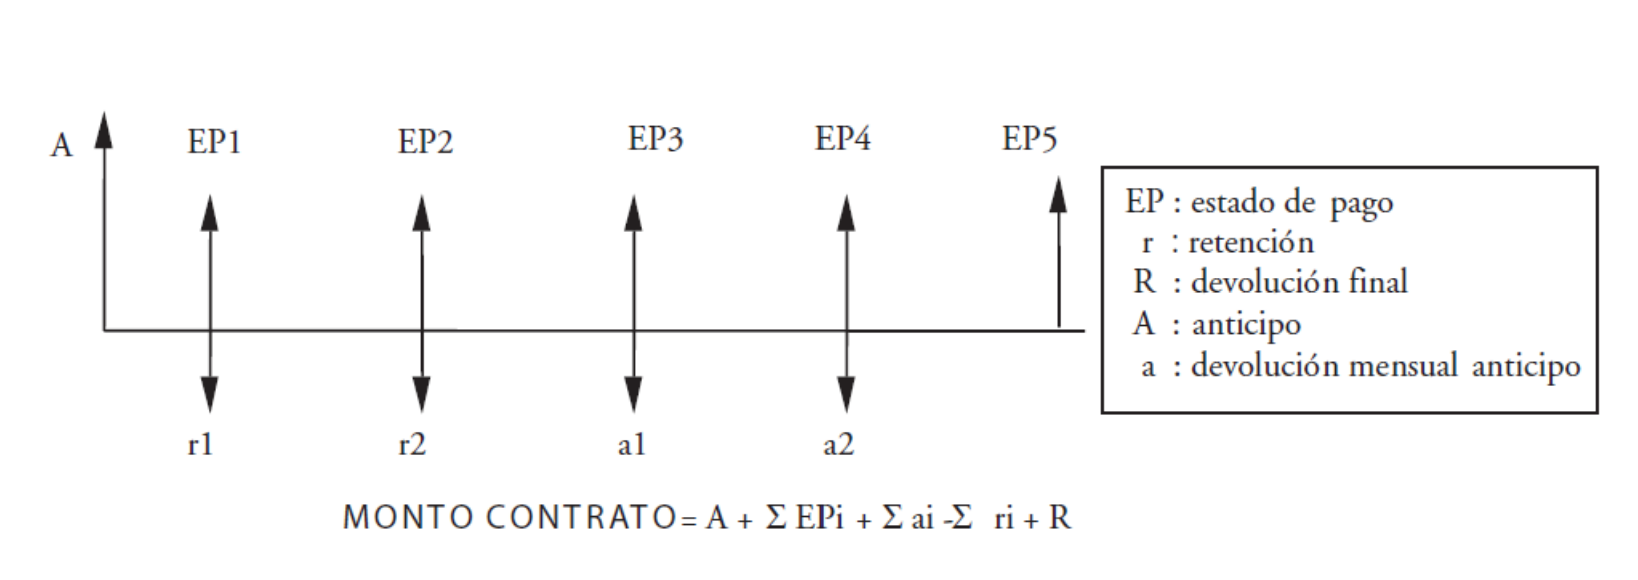 A EP1 EP2 EP3 EP4 EP5
EP : estado de pago
r : retención
R : devolución final
A : anticipo
a : devolución mensual anticipo
r1 r2 a1 a2
MONTO CONTRATO= A + Σ EPi + Σ ai -Σ ri + R